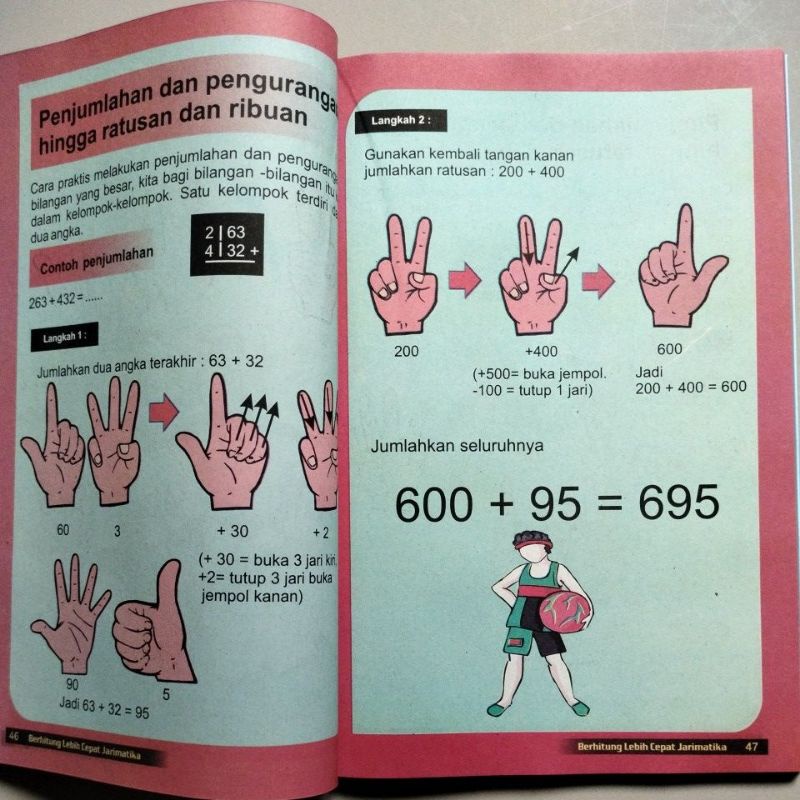 Penjumlahan dan
hingga ratusan dan ribuan
Cara praktis melakukan penjumlahan dan
bilangan yang besar, kita bagi bilangan -bilangan itu
dalam kelompok-kelompok. Satu kelompok terdiri
dua angka.
2 | 63
4 | 32 +
Contoh penjumlahan
263 + 432 = ......
Langkah 1 :
Jumlahkan dua angka terakhir : 63 + 32
60 3 + 30 + 2
(+ 30 = buka 3 jari kiri,
+2= tutup 3 jari buka
jempol kanan)
90 5
Jadi 63 + 32 = 95
46 Berhitung Lebih Cepat Jarimatika
Langkah 2 :
Gunakan kembali tangan kanan
jumlahkan ratusan : 200 + 400
200 +400 600
(+500= buka jempol.
-100 = tutup 1 jari)
Jadi
200 + 400 = 600
Jumlahkan seluruhnya
600 + 95 = 695
Berhitung Lebih Cepat Jarimatika 47